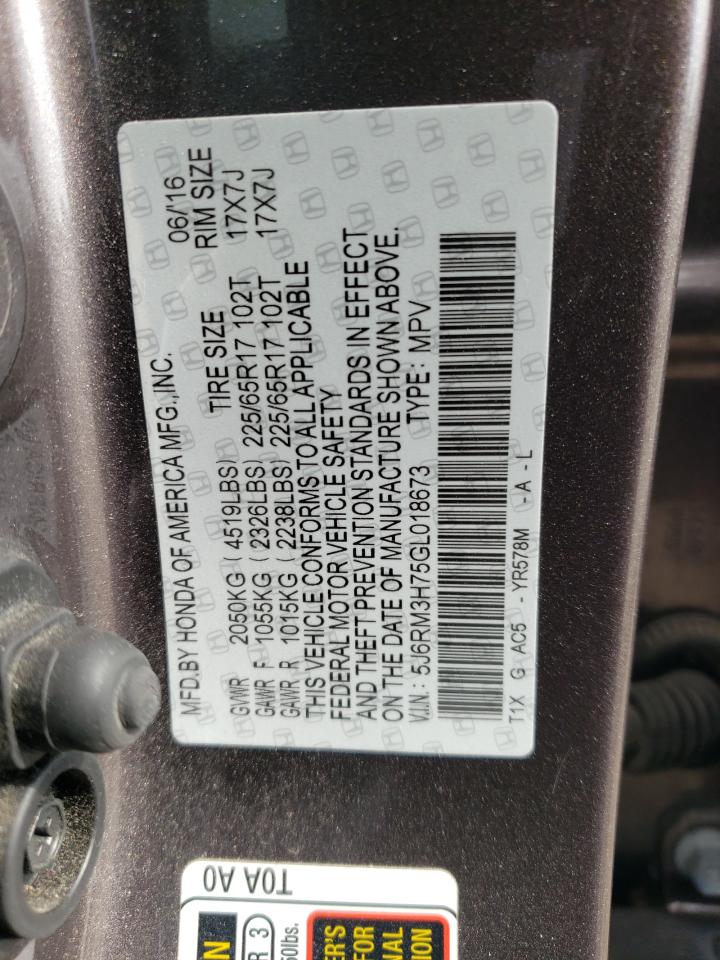 MFD.BY HONDA OF AMERICA MFG.,INC. 06/'16
TIRE SIZE RIM SIZE
GVWR 2050KG ( 4519LBS)
GAWR F 1055KG ( 2326LBS) 225/65R17 102T 17X7J
GAWR R 1015KG ( 2238LBS) 225/65R17 102T 17X7J
THIS VEHICLE CONFORMS TO ALL APPLICABLE
FEDERAL MOTOR VEHICLE SAFETY
AND THEFT PREVENTION STANDARDS IN EFFECT
ON THE DATE OF MANUFACTURE SHOWN ABOVE.
V.I.N.: 5J6RM3H75GL018673 TYPE: MPV
T1X G AC5 - YR578M -A - L
T0A A0